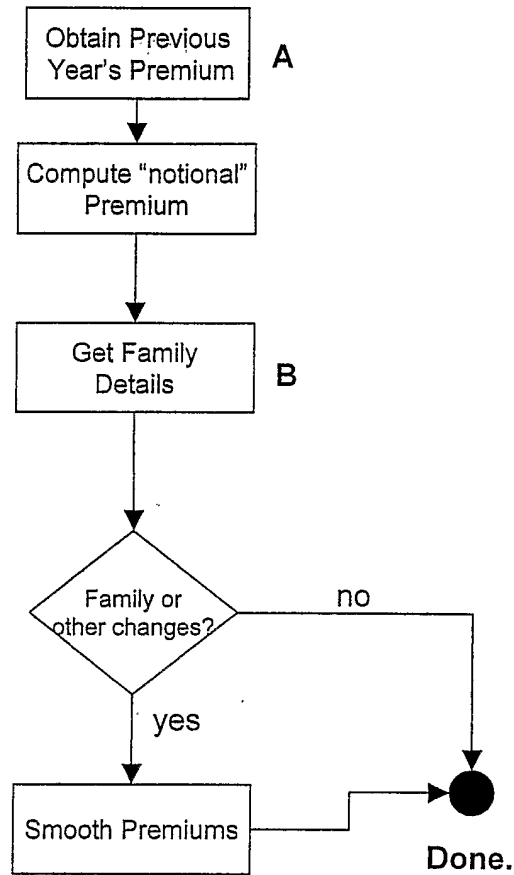 Obtain Previous
Year's Premium
A
Compute “notional”
Premium
Get Family
Details
B
Family or
other changes?
no
yes
Smooth Premiums
Done.